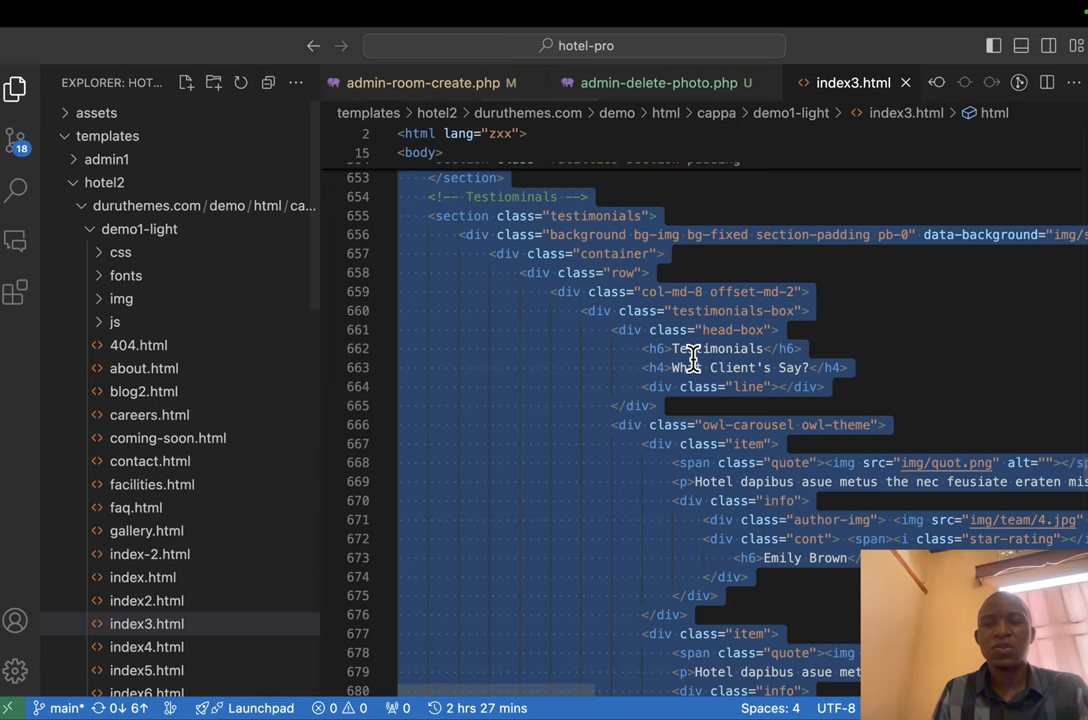 hotel-pro
EXPLORER: HOT...
admin-room-create.php M
admin-delete-photo.php U
index3.html
templates > hotel2 > duruthemes.com > demo > html > cappa > demo1-light > index3.html > html
assets
templates
admin1
hotel2
duruthemes.com / demo / html / ca...
demo1-light
css
fonts
img
js
404.html
about.html
blog2.html
careers.html
coming-soon.html
contact.html
facilities.html
faq.html
gallery.html
index-2.html
index.html
index2.html
index3.html
index4.html
index5.html
index6.html
18
2 <html lang="zxx">
15 <body>
653 </section>
654 <!-- Testiominals -->
655 <section class="testimonials">
656 <div class="background bg-img bg-fixed section-padding pb-0" data-background="img/s
657 <div class="container">
658 <div class="row">
659 <div class="col-md-8 offset-md-2">
660 <div class="testimonials-box">
661 <div class="head-box">
662 <h6>Testimonials</h6>
663 <h4>What Client's Say?</h4>
664 <div class="line"></div>
665 </div>
666 <div class="owl-carousel owl-theme">
667 <div class="item">
668 <span class="quote"><img src="img/quot.png" alt=""></sp
669 <p>Hotel dapibus asue metus the nec feusiate eraten mis
670 <div class="info">
671 <div class="author-img"> <img src="img/team/4.jpg"
672 <div class="cont"> <span><i class="star-rating"></i
673 <h6>Emily Brown</
674 </div>
675 </div>
676 </div>
677 <div class="item">
678 <span class="quote"><img
679 <p>Hotel dapibus asue met
680 <div class="info">
main* 0↓ 6↑ Launchpad 0 0 0 2 hrs 27 mins Spaces: 4 UTF-8